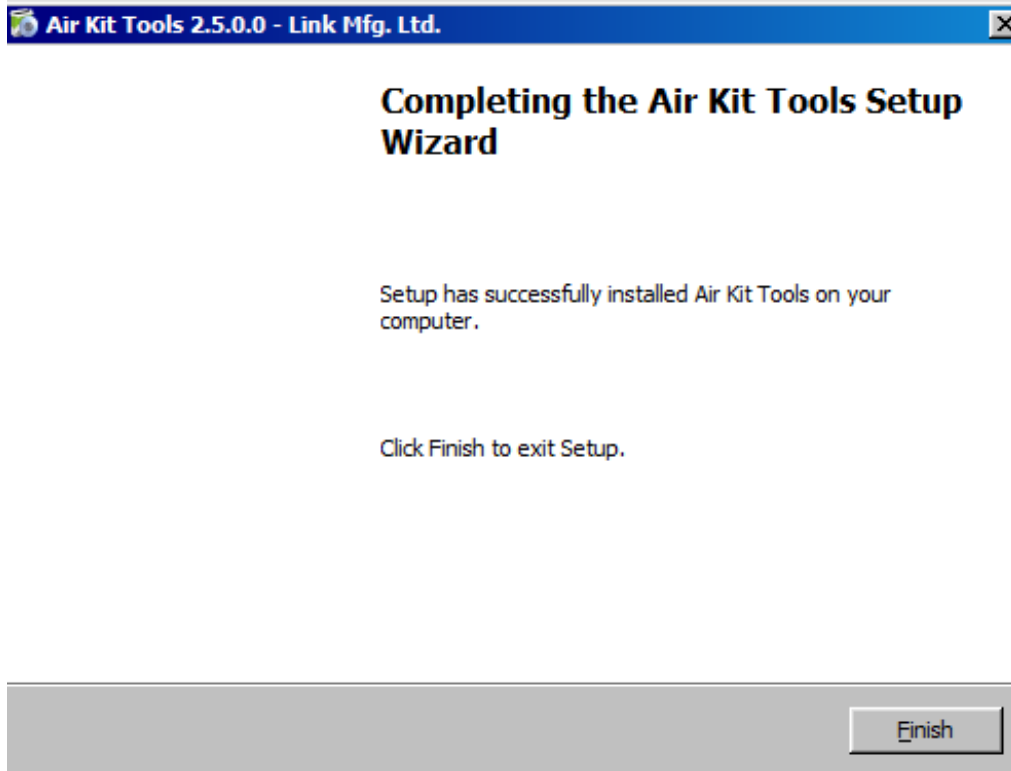 Air Kit Tools 2.5.0.0 - Link Mfg. Ltd.
Completing the Air Kit Tools Setup
Wizard
Setup has successfully installed Air Kit Tools on your
computer.
Click Finish to exit Setup.
Finish